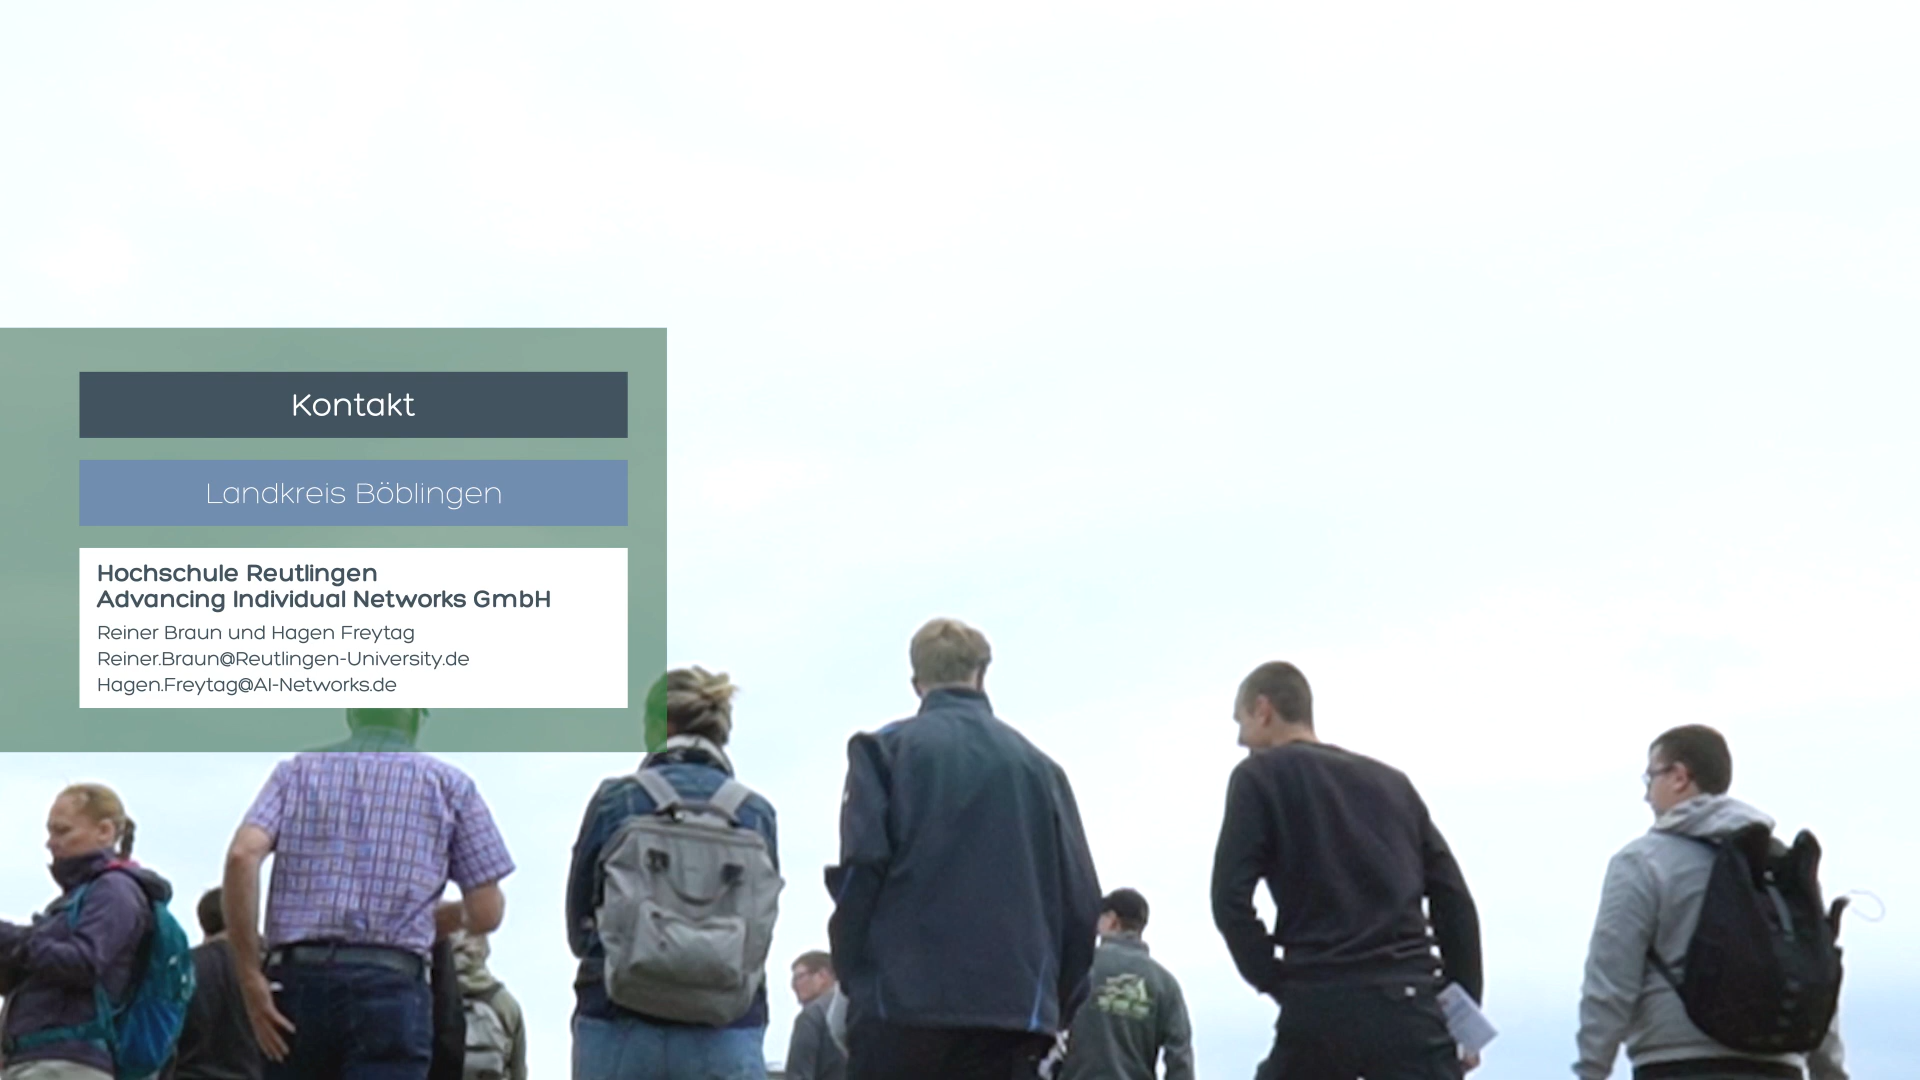 Kontakt
Landkreis Böblingen
Hochschule Reutlingen
Advancing Individual Networks GmbH
Reiner Braun und Hagen Freytag
Reiner.Braun@Reutlingen-University.de
Hagen.Freytag@AI-Networks.de